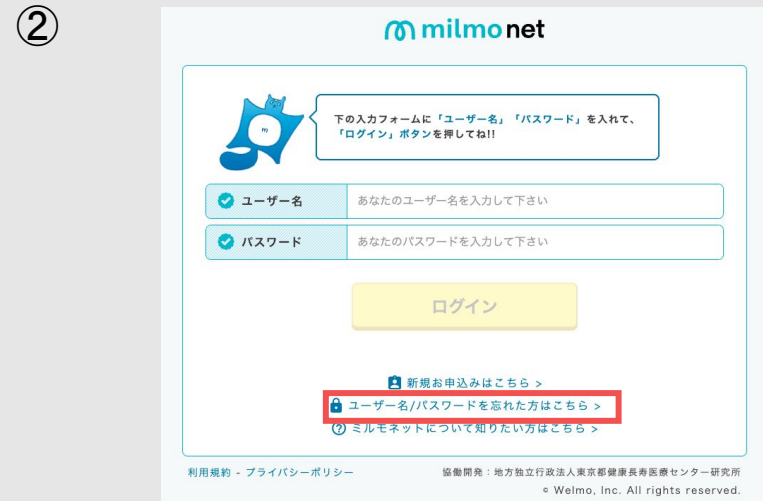 ②
milmo net
下の入力フォームに「ユーザー名」「パスワード」を入れて、
「ログイン」ボタンを押してね!!
m
ユーザー名 あなたのユーザー名を入力して下さい
パスワード あなたのパスワードを入力して下さい
ログイン
新規お申込みはこちら >
ユーザー名/パスワードを忘れた方はこちら >
? ミルモネットについて知りたい方はこちら >
利用規約 - プライバシーポリシー 協働開発：地方独立行政法人東京都健康長寿医療センター研究所
© Welmo, Inc. All rights reserved.